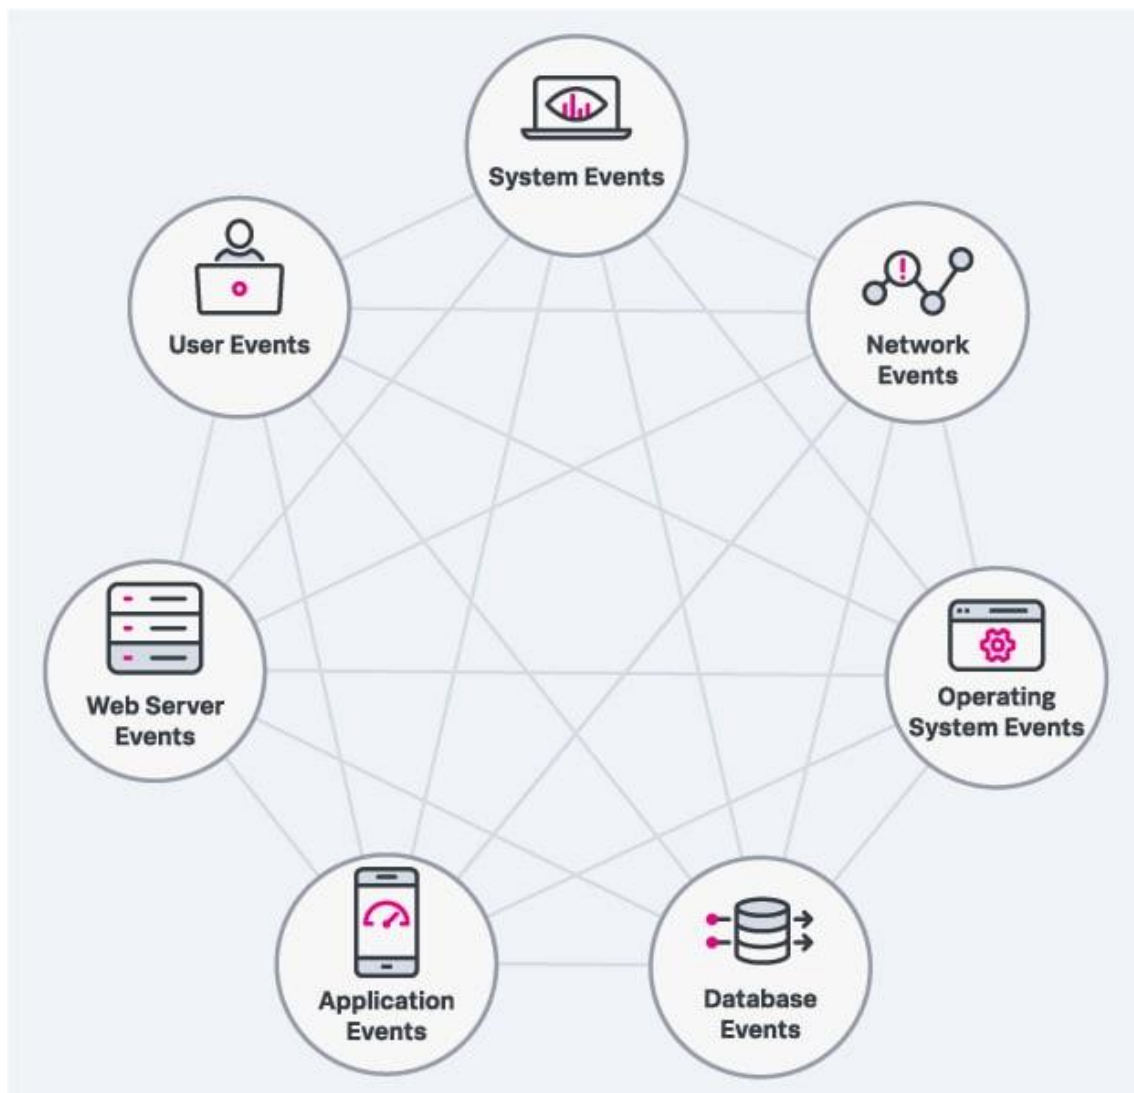 System Events
User Events
Network
Events
Web Server
Events
Operating
System Events
Application
Events
Database
Events